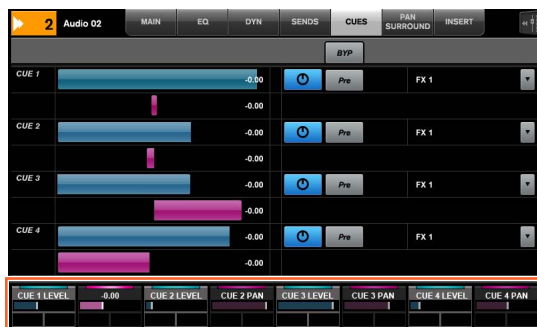 2 Audio 02 MAIN EQ DYN SENDS CUES PAN SURROUND INSERT
BYP
CUE 1 -0.00 Pre FX 1
-0.00
CUE 2 -0.00 Pre FX 1
-0.00
CUE 3 -0.00 Pre FX 1
-0.00
CUE 4 -0.00 Pre FX 1
-0.00
CUE 1 LEVEL -0.00 CUE 2 LEVEL CUE 2 PAN CUE 3 LEVEL CUE 3 PAN CUE 4 LEVEL CUE 4 PAN